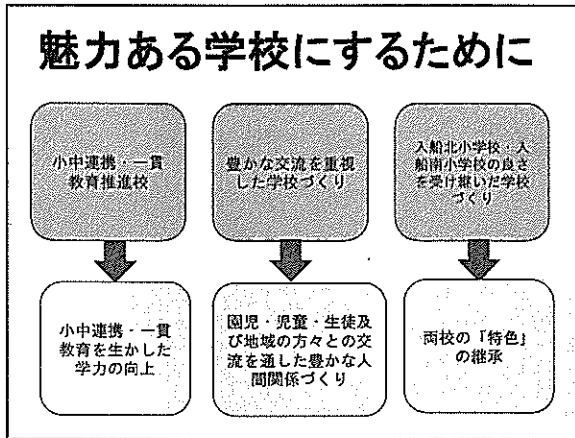 魅力ある学校にするために
小中連携・一貫
教育推進校
豊かな交流を重視
した学校づくり
入船北小学校・入
船南小学校の良さ
を受け継いだ学校
づくり
小中連携・一貫
教育を生かした
学力の向上
園児・児童・生徒及
び地域の方々との交
流を通した豊かな人
間関係づくり
両校の『特色』
の継承